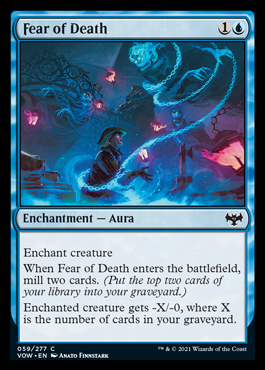 Fear of Death 1
Enchantment — Aura
Enchant creature
When Fear of Death enters the battlefield,
mill two cards. (Put the top two cards of
your library into your graveyard.)
Enchanted creature gets -X/-0, where X
is the number of cards in your graveyard.
059/277 C
VOW • EN Anato Finnstark
™ & © 2021 Wizards of the Coast